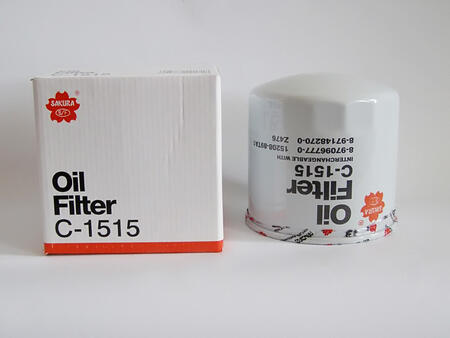 SAKURA
Oil
Filter
C-1515
SAKURA
Oil
Filter
C-1515
INTERCHANGEABLE WITH
8-97096777-0
8-97148270-0
15208-89TA1
Z476